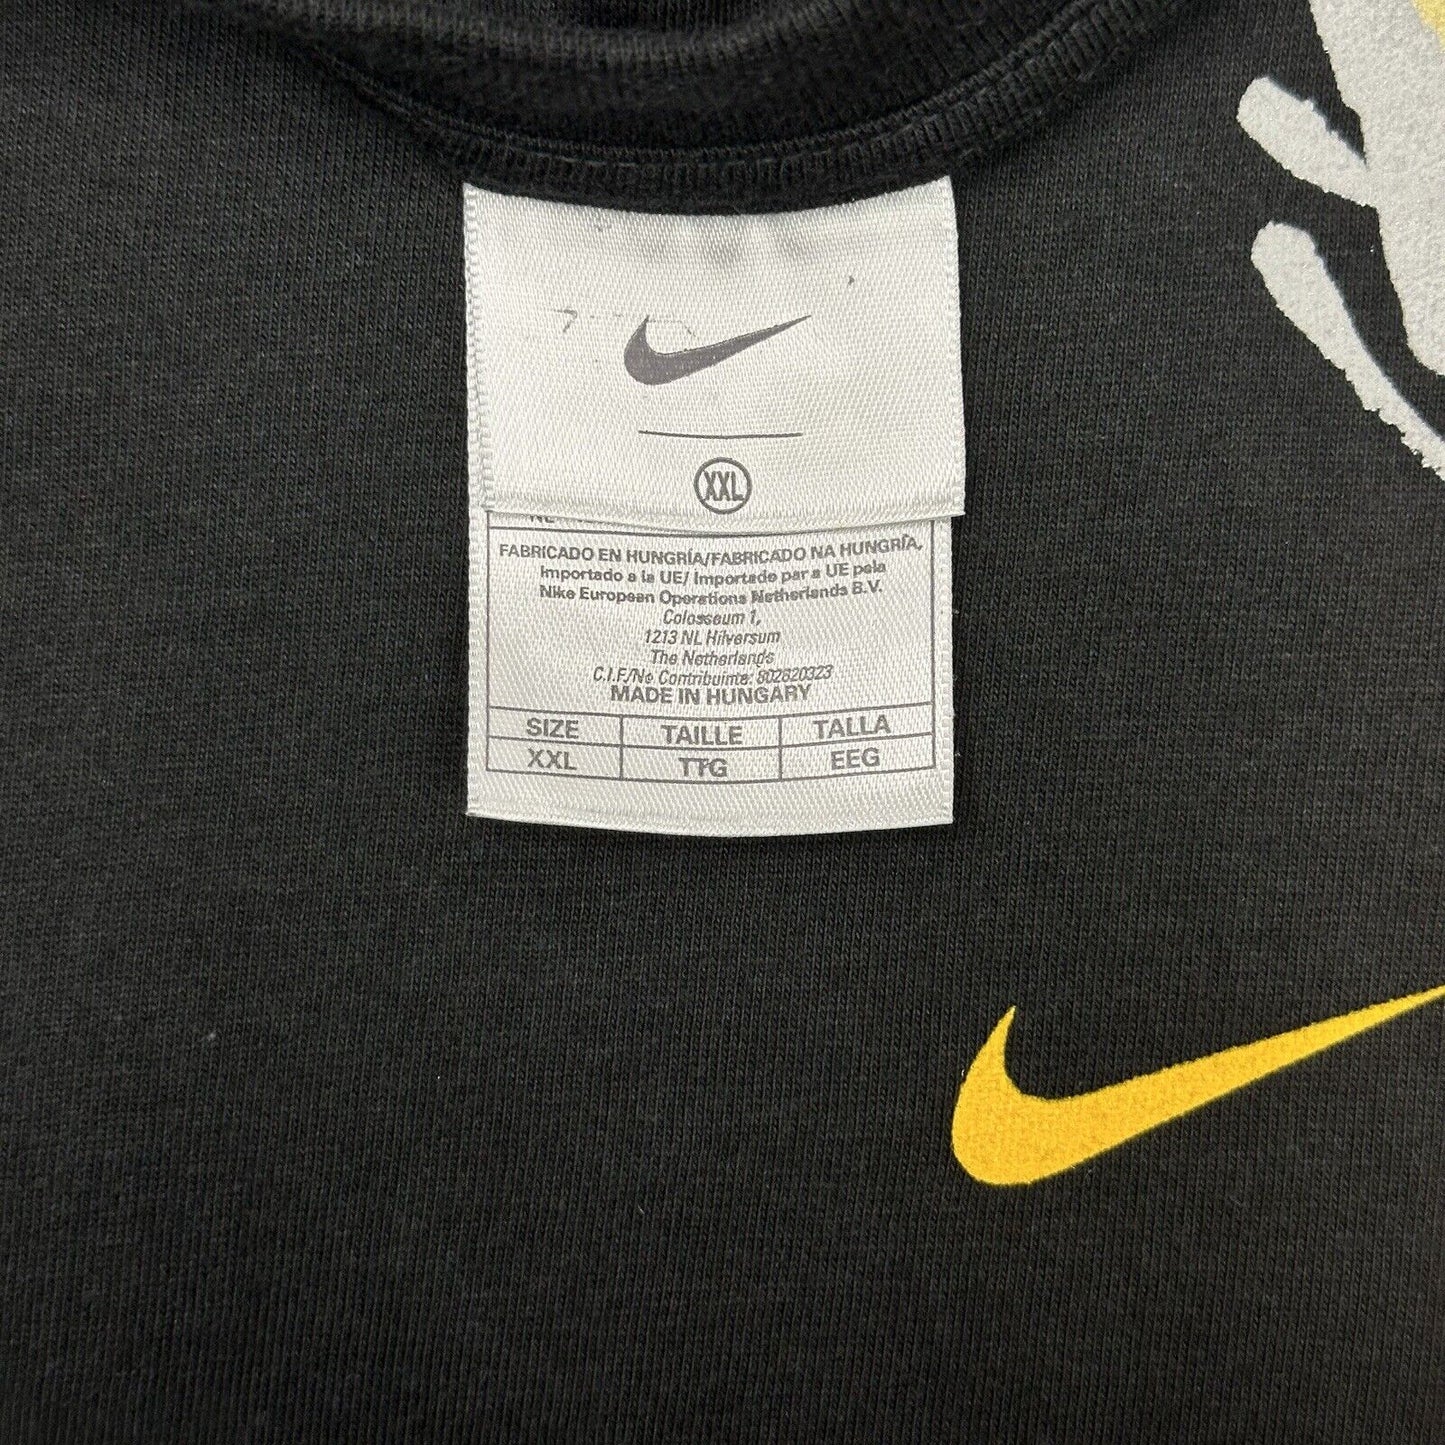 XXL
FABRICADO EN HUNGRÍA/FABRICADO NA HUNGRÍA,
Importado a la UE/ Importado par a UE pela
Nike European Operations Netherlands B.V.
Colosseum 1,
1213 NL Hilversum
The Netherlands
C.I.F/No Contribuinte: 802820323
MADE IN HUNGARY
SIZE TAILLE TALLA
XXL TTG EEG